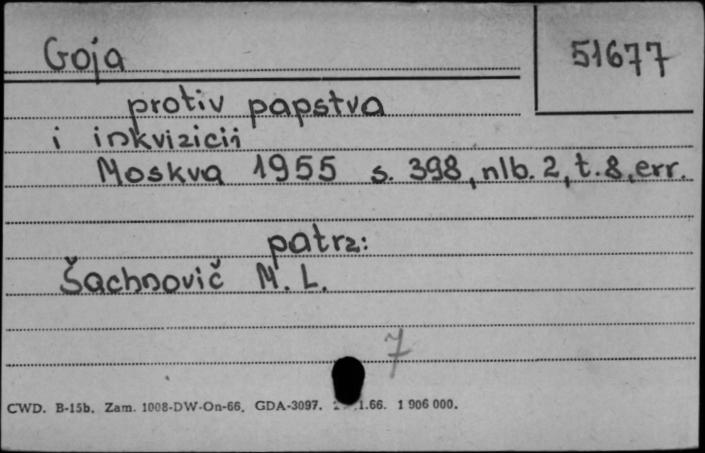 Goja
51677
protiv papstva
i inkvizicii
Moskva 1955 s. 398, nlb. 2, t. 8, err.
patrz:
Šachnovič M. L.
7
CWD. B-15b. Zam. 1008-DW-On-66. GDA-3097. 1.66. 1 906 000.